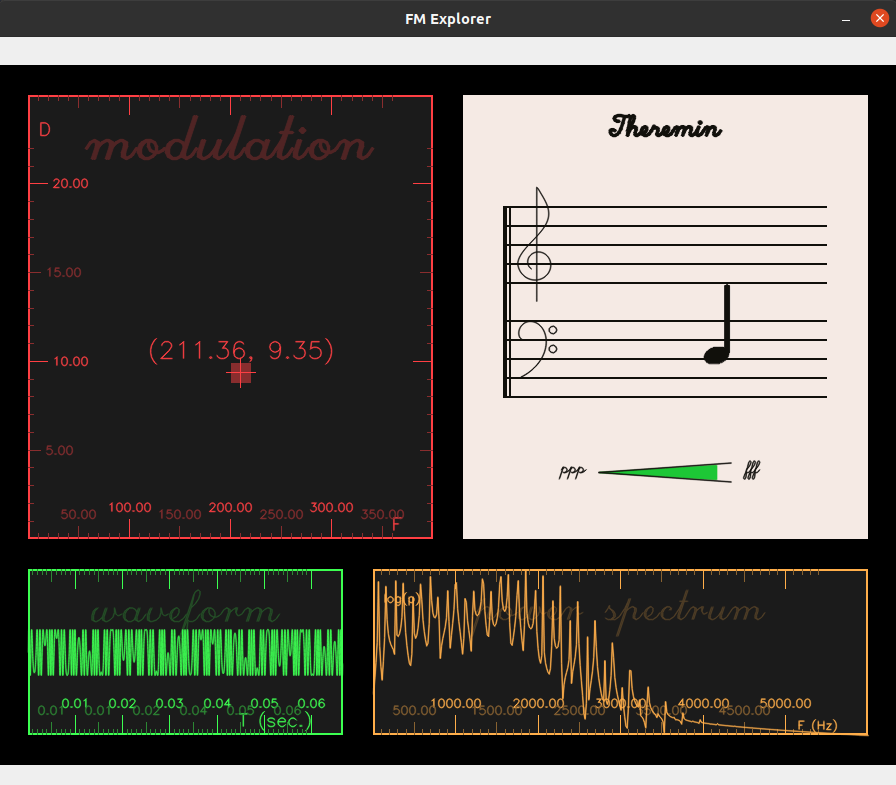 FM Explorer
D
modulation
20.00
15.00
(211.36, 9.35)
10.00
5.00
50.00 100.00 150.00 200.00 250.00 300.00 350.00
F
Theremin
ppp fff
waveform
0.01 0.02 0.03 0.04 0.05 0.06
0.01 0.01 0.02 0.04 0.05 0.06
T (sec.)
log(p)
power spectrum
1000.00 2000.00 3000.00 4000.00 5000.00
500.00 1500.00 2500.00 4500.00
F (Hz)